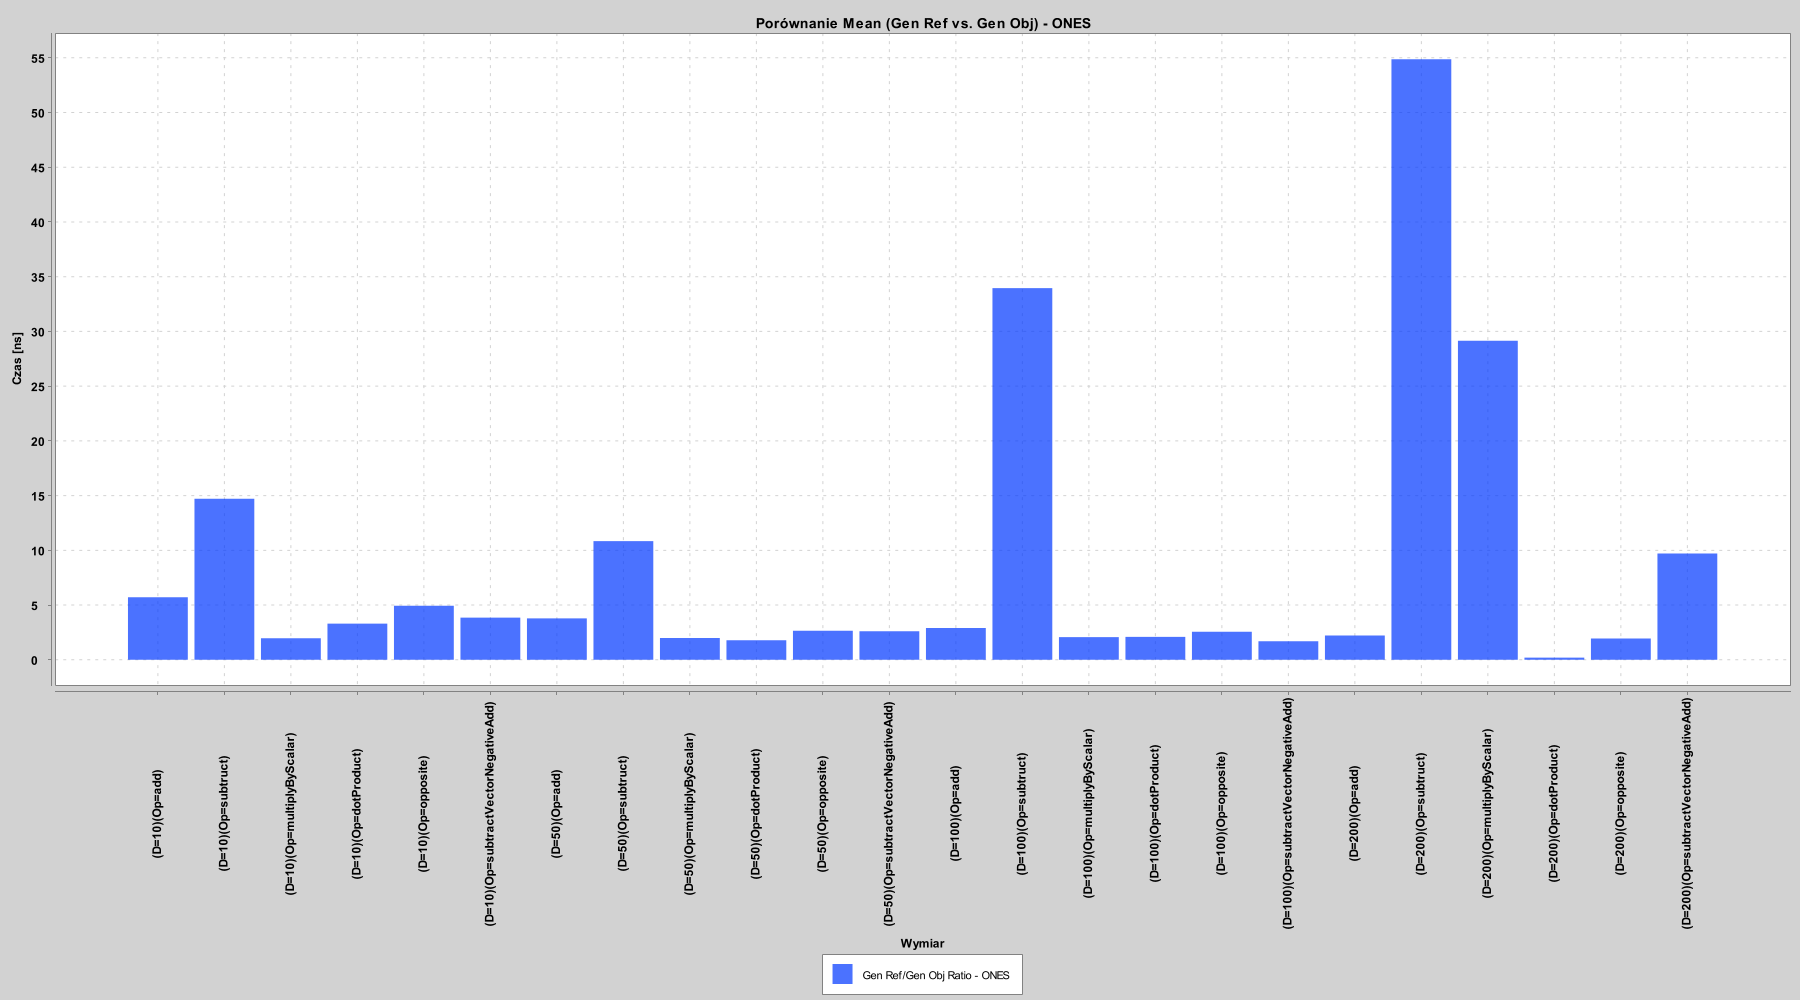 Porównanie Mean (Gen Ref vs. Gen Obj) - ONES
Czas [ns]
55
50
45
40
35
30
25
20
15
10
5
0
(D=10)(Op=add)
(D=10)(Op=subtruct)
(D=10)(Op=multiplyByScalar)
(D=10)(Op=dotProduct)
(D=10)(Op=opposite)
(D=10)(Op=subtractVectorNegativeAdd)
(D=50)(Op=add)
(D=50)(Op=subtruct)
(D=50)(Op=multiplyByScalar)
(D=50)(Op=dotProduct)
(D=50)(Op=opposite)
(D=50)(Op=subtractVectorNegativeAdd)
(D=100)(Op=add)
(D=100)(Op=subtruct)
(D=100)(Op=multiplyByScalar)
(D=100)(Op=dotProduct)
(D=100)(Op=opposite)
(D=100)(Op=subtractVectorNegativeAdd)
(D=200)(Op=add)
(D=200)(Op=subtruct)
(D=200)(Op=multiplyByScalar)
(D=200)(Op=dotProduct)
(D=200)(Op=opposite)
(D=200)(Op=subtractVectorNegativeAdd)
Wymiar
Gen Ref/Gen Obj Ratio - ONES